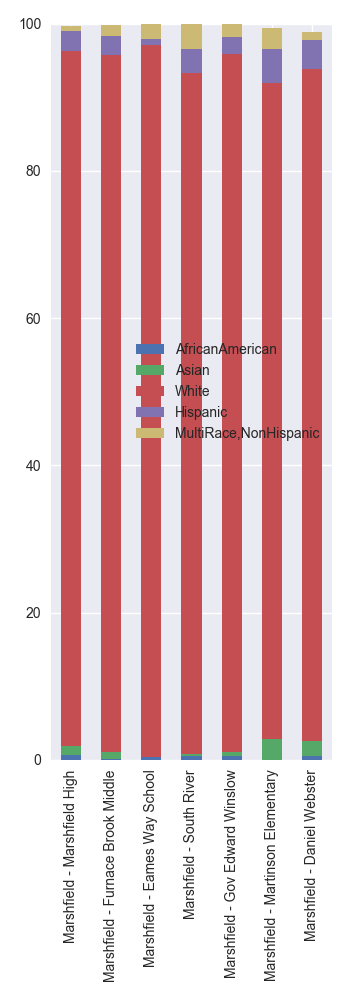 100
80
60
40
20
0
AfricanAmerican
Asian
White
Hispanic
MultiRace,NonHispanic
Marshfield - Marshfield High
Marshfield - Furnace Brook Middle
Marshfield - Eames Way School
Marshfield - South River
Marshfield - Gov Edward Winslow
Marshfield - Martinson Elementary
Marshfield - Daniel Webster